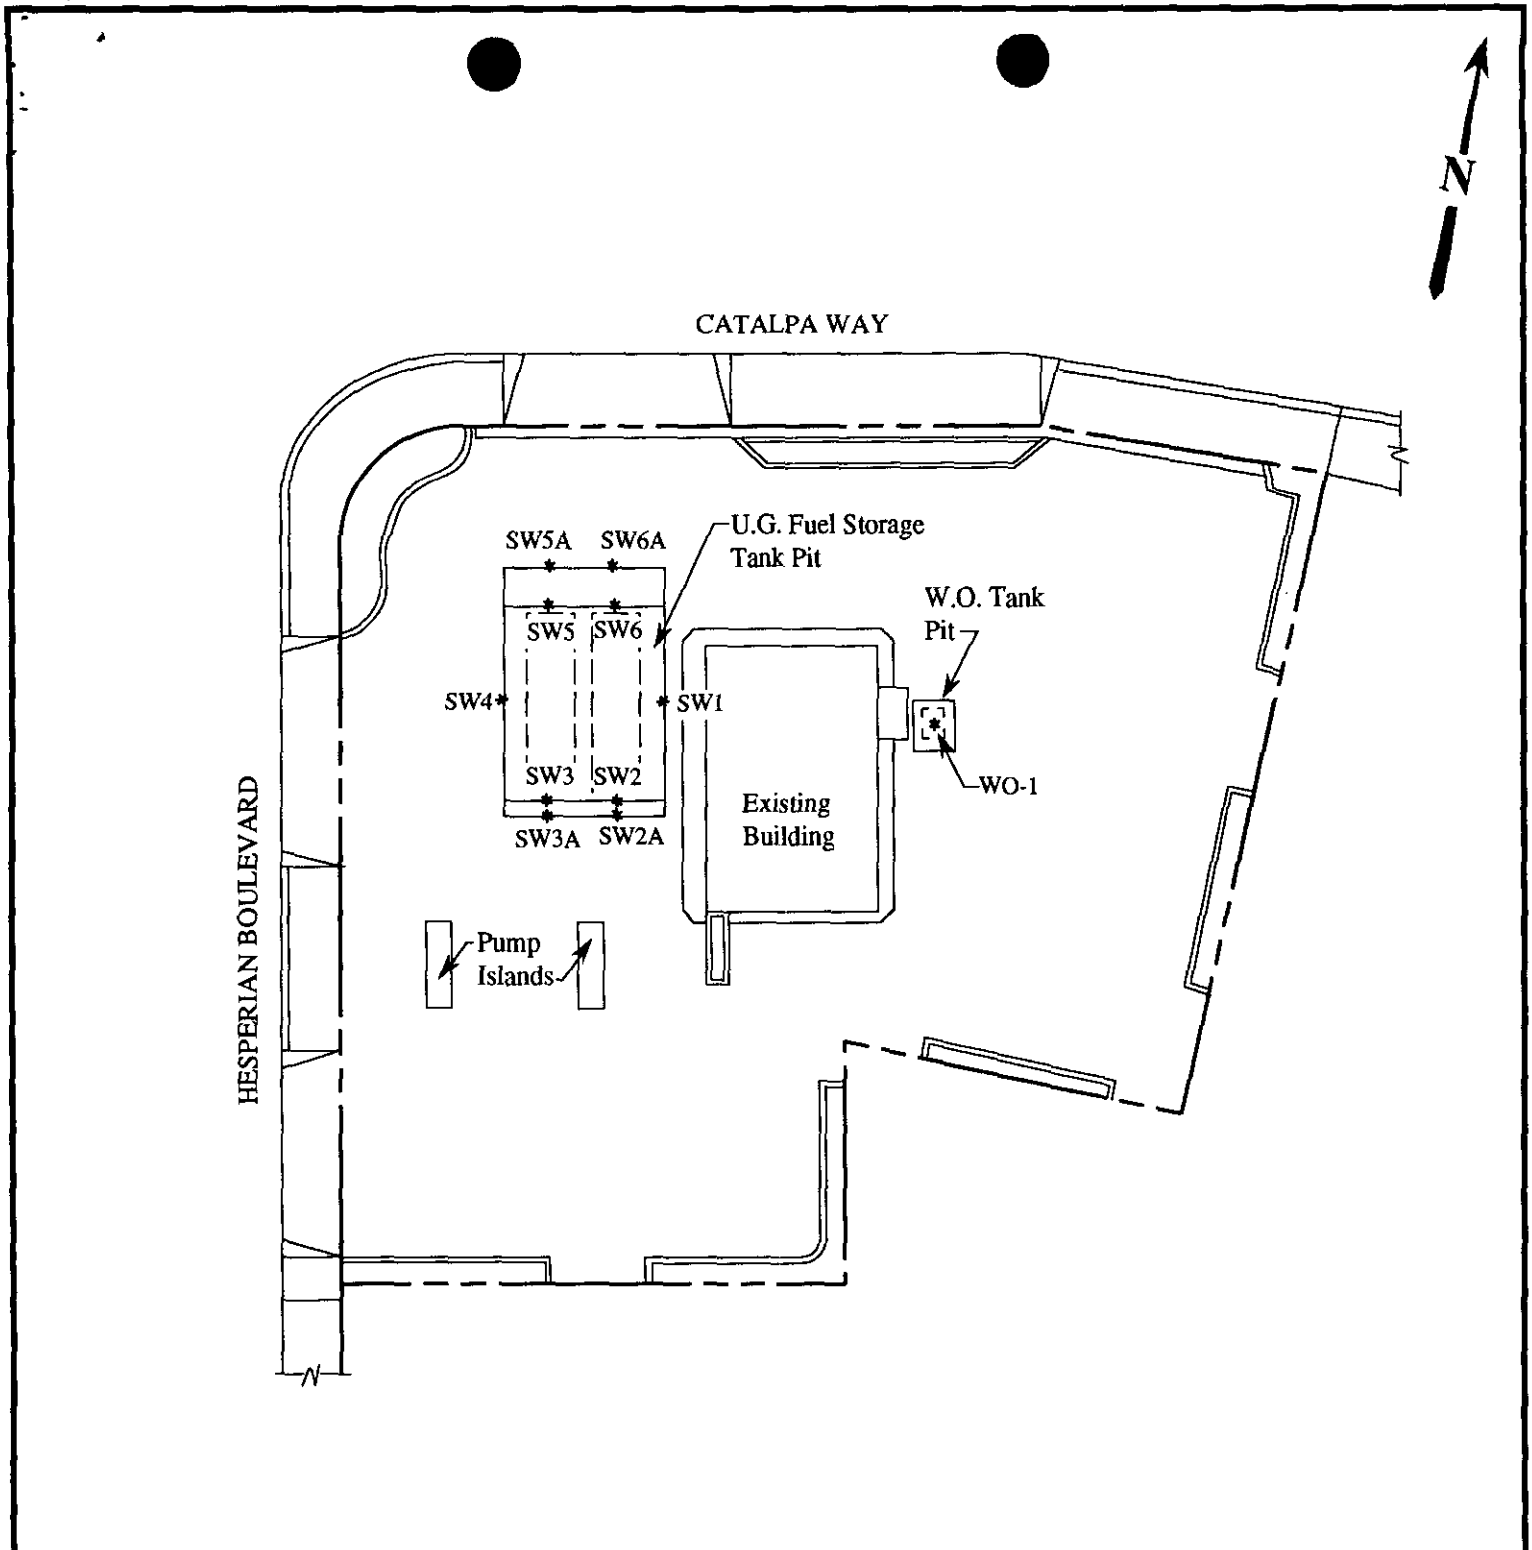 N
CATALPA WAY
U.G. Fuel Storage
Tank Pit
SW5A
SW6A
W.O. Tank
Pit
SW5
SW6
SW4
SW1
SW3
SW2
WO-1
Existing
Building
SW3A
SW2A
HESPERIAN BOULEVARD
Pump
Islands